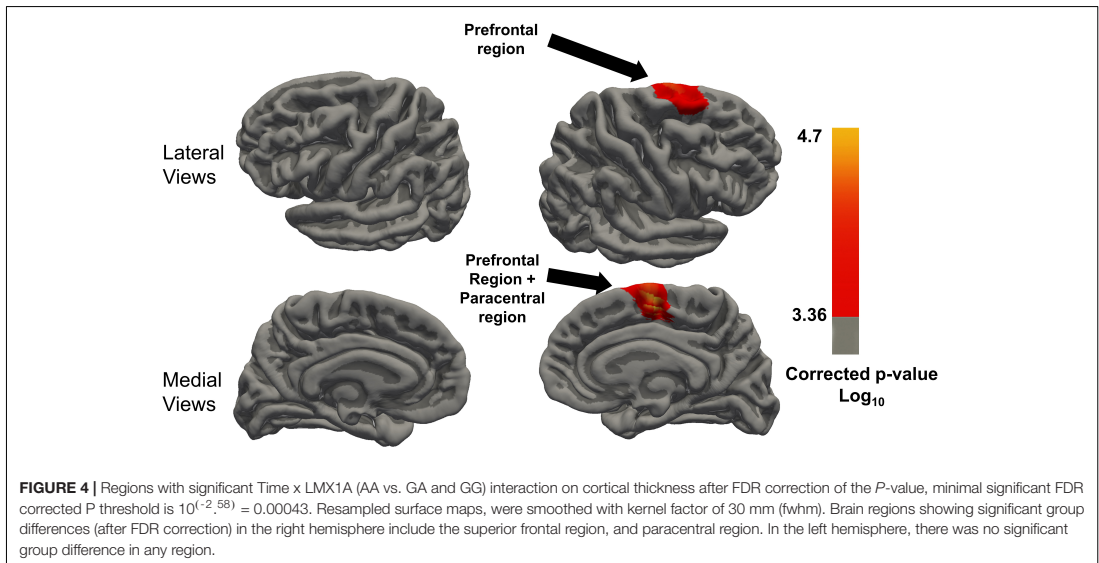 Prefrontal
region
Lateral
Views
4.7
3.36
Corrected p-value
Log₁₀
Prefrontal
Region +
Paracentral
region
Medial
Views
FIGURE 4 | Regions with significant Time x LMX1A (AA vs. GA and GG) interaction on cortical thickness after FDR correction of the P-value, minimal significant FDR
corrected P threshold is 10⁽⁻².⁵⁸⁾ = 0.00043. Resampled surface maps, were smoothed with kernel factor of 30 mm (fwhm). Brain regions showing significant group
differences (after FDR correction) in the right hemisphere include the superior frontal region, and paracentral region. In the left hemisphere, there was no significant
group difference in any region.